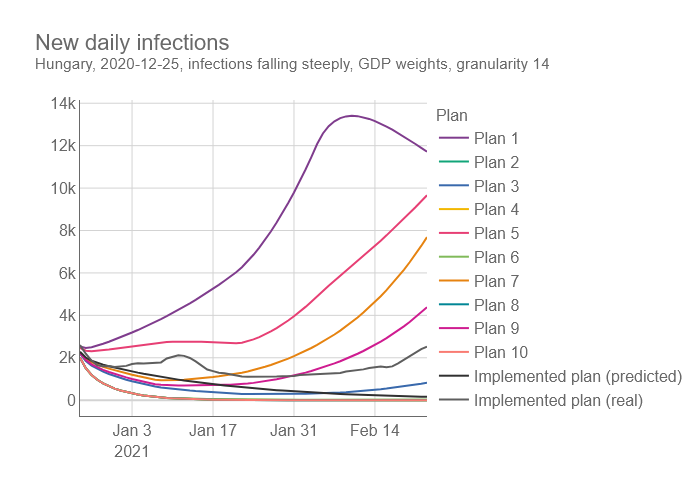 New daily infections
Hungary, 2020-12-25, infections falling steeply, GDP weights, granularity 14
14k
12k
10k
8k
6k
4k
2k
0
Jan 3
2021
Jan 17
Jan 31
Feb 14
Plan
Plan 1
Plan 2
Plan 3
Plan 4
Plan 5
Plan 6
Plan 7
Plan 8
Plan 9
Plan 10
Implemented plan (predicted)
Implemented plan (real)